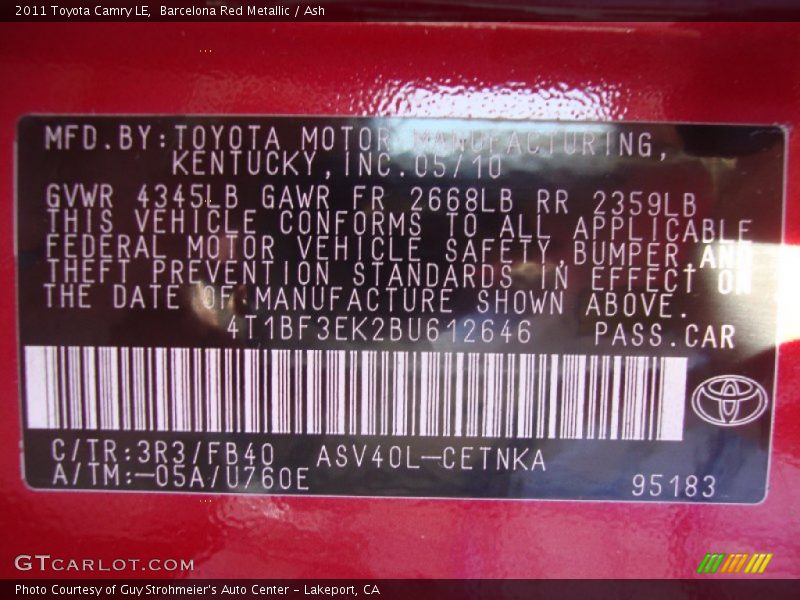 2011 Toyota Camry LE, Barcelona Red Metallic / Ash
MFD.BY:TOYOTA MOTOR MANUFACTURING,
KENTUCKY,INC.05/10
GVWR 4345LB GAWR FR 2668LB RR 2359LB
THIS VEHICLE CONFORMS TO ALL APPLICABLE
FEDERAL MOTOR VEHICLE SAFETY,BUMPER,AND
THEFT PREVENTION STANDARDS IN EFFECT ON
THE DATE OF MANUFACTURE SHOWN ABOVE.
4T1BF3EK2BU612646 PASS.CAR
C/TR:3R3/FB40 ASV40L-CETNKA
A/TM:-05A/U760E 95183
GTCARLOT.COM
Photo Courtesy of Guy Strohmeier's Auto Center - Lakeport, CA